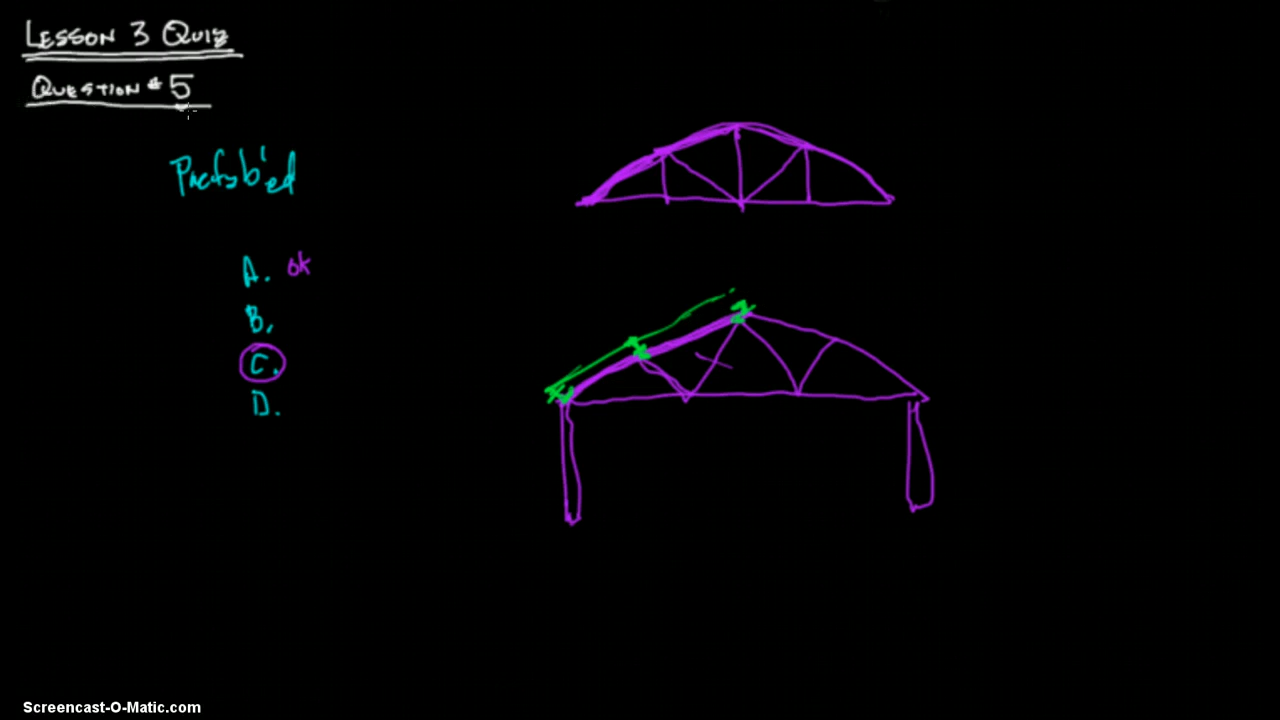 LESSON 3 QUIZ
QUESTION # 5
Prefab'ed
A. ok
B.
C.
D.
Screencast-O-Matic.com